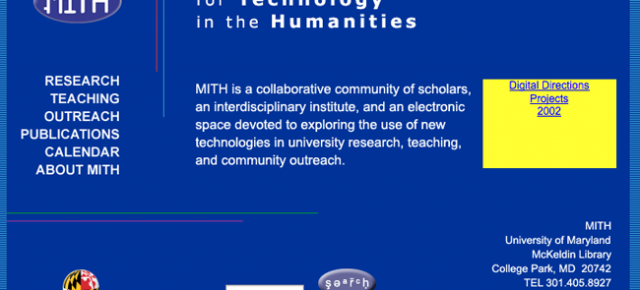 MITH
for Technology
in the Humanities
RESEARCH
TEACHING
OUTREACH
PUBLICATIONS
CALENDAR
ABOUT MITH
MITH is a collaborative community of scholars,
an interdisciplinary institute, and an electronic
space devoted to exploring the use of new
technologies in university research, teaching,
and community outreach.
Digital Directions
Projects
2002
MITH
University of Maryland
McKeldin Library
College Park, MD 20742
TEL 301.405.8927
search